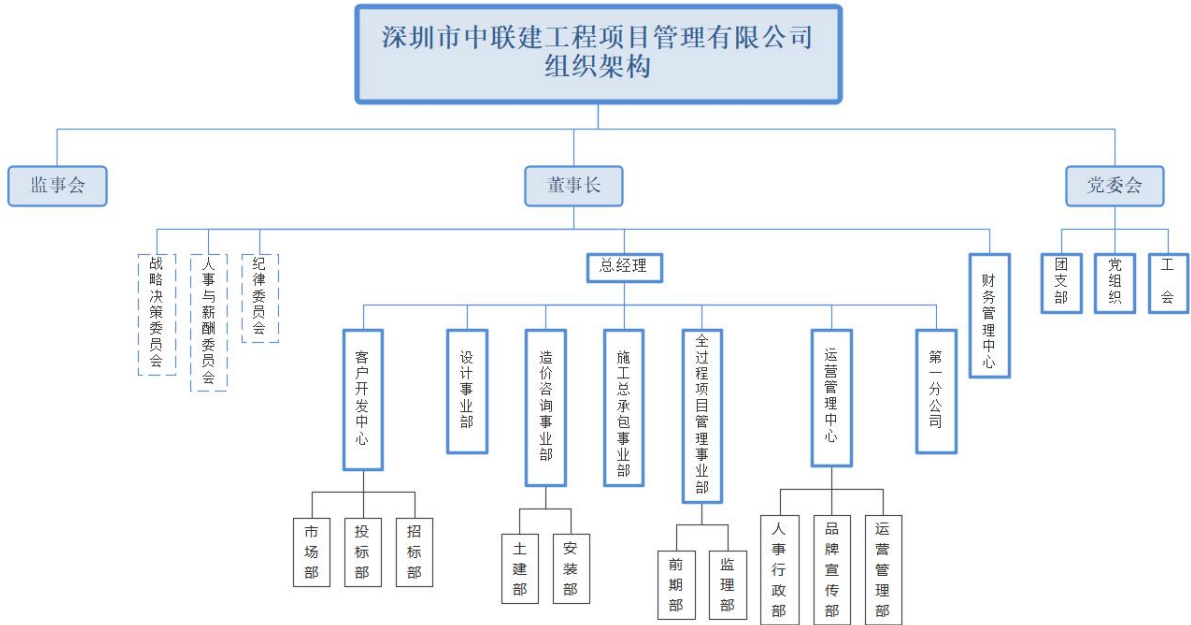 深圳市中联建工程项目管理有限公司
组织架构
监事会
董事长
党委会
战略决策委员会
人事与薪酬委员会
纪律委员会
总经理
财务管理中心
团支部
党组织
工会
客户开发中心
设计事业部
造价咨询事业部
施工总承包事业部
全过程项目管理事业部
运营管理中心
第一分公司
市场部
投标部
招标部
土建部
安装部
前期部
监理部
人事行政部
品牌宣传部
运营管理部